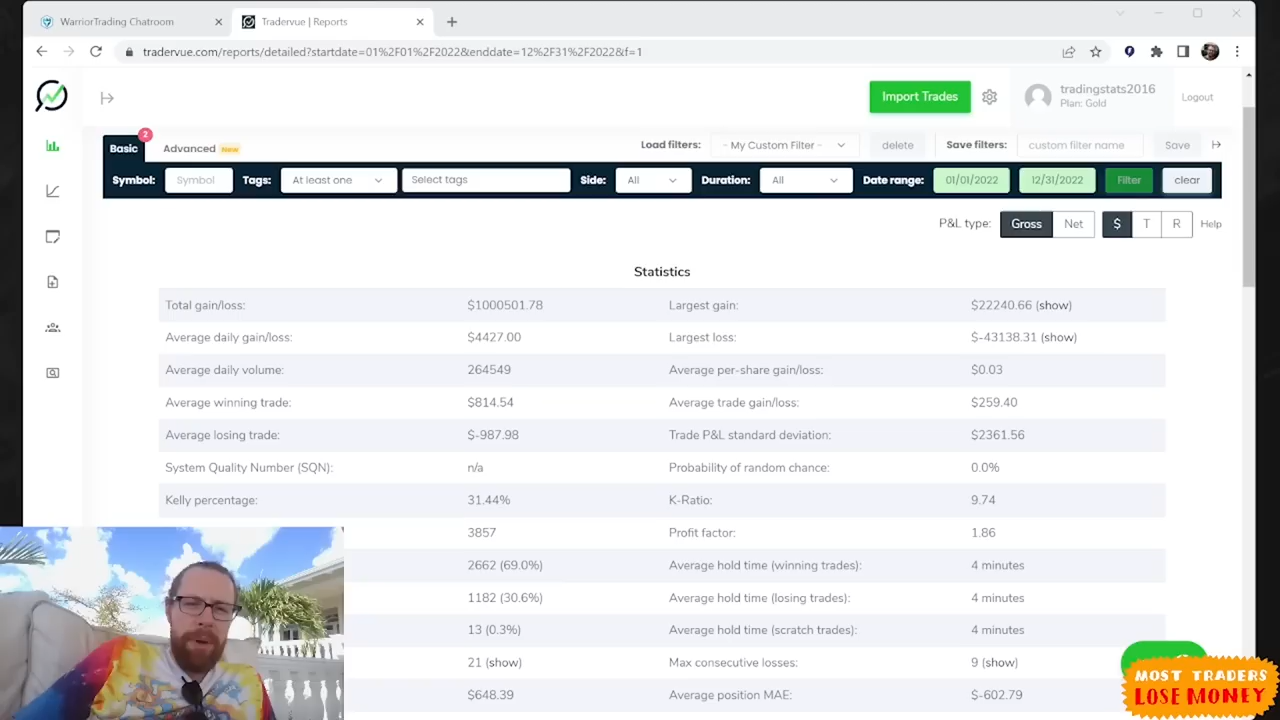 WarriorTrading Chatroom
Tradervue | Reports
tradervue.com/reports/detailed?startdate=01%2F01%2F2022&enddate=12%2F31%2F2022&f=1
Import Trades
tradingstats2016
Plan: Gold
Logout
Basic
2
Advanced New
Load filters: - My Custom Filter - delete Save filters: custom filter name Save
Symbol: Symbol Tags: At least one Select tags Side: All Duration: All Date range: 01/01/2022 12/31/2022 Filter clear
P&L type: Gross Net $ T R Help
Statistics
Total gain/loss: $1000501.78 Largest gain: $22240.66 (show)
Average daily gain/loss: $4427.00 Largest loss: $-43138.31 (show)
Average daily volume: 264549 Average per-share gain/loss: $0.03
Average winning trade: $814.54 Average trade gain/loss: $259.40
Average losing trade: $-987.98 Trade P&L standard deviation: $2361.56
System Quality Number (SQN): n/a Probability of random chance: 0.0%
Kelly percentage: 31.44% K-Ratio: 9.74
3857 Profit factor: 1.86
2662 (69.0%) Average hold time (winning trades): 4 minutes
1182 (30.6%) Average hold time (losing trades): 4 minutes
13 (0.3%) Average hold time (scratch trades): 4 minutes
21 (show) Max consecutive losses: 9 (show)
$648.39 Average position MAE: $-602.79
MOST TRADERS
LOSE MONEY